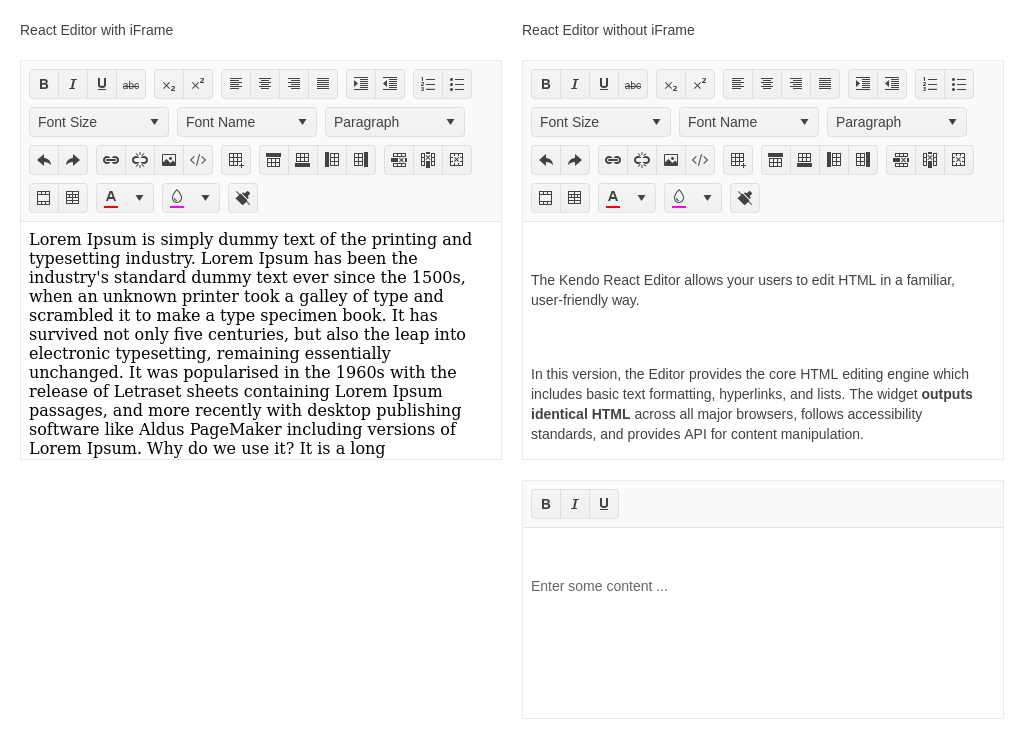 React Editor with iFrame
B I U abc X₂ X²
Font Size Font Name Paragraph
A
Lorem Ipsum is simply dummy text of the printing and
typesetting industry. Lorem Ipsum has been the
industry's standard dummy text ever since the 1500s,
when an unknown printer took a galley of type and
scrambled it to make a type specimen book. It has
survived not only five centuries, but also the leap into
electronic typesetting, remaining essentially
unchanged. It was popularised in the 1960s with the
release of Letraset sheets containing Lorem Ipsum
passages, and more recently with desktop publishing
software like Aldus PageMaker including versions of
Lorem Ipsum. Why do we use it? It is a long
React Editor without iFrame
B I U abc X₂ X²
Font Size Font Name Paragraph
A
The Kendo React Editor allows your users to edit HTML in a familiar,
user-friendly way.
In this version, the Editor provides the core HTML editing engine which
includes basic text formatting, hyperlinks, and lists. The widget outputs
identical HTML across all major browsers, follows accessibility
standards, and provides API for content manipulation.
B I U
Enter some content ...